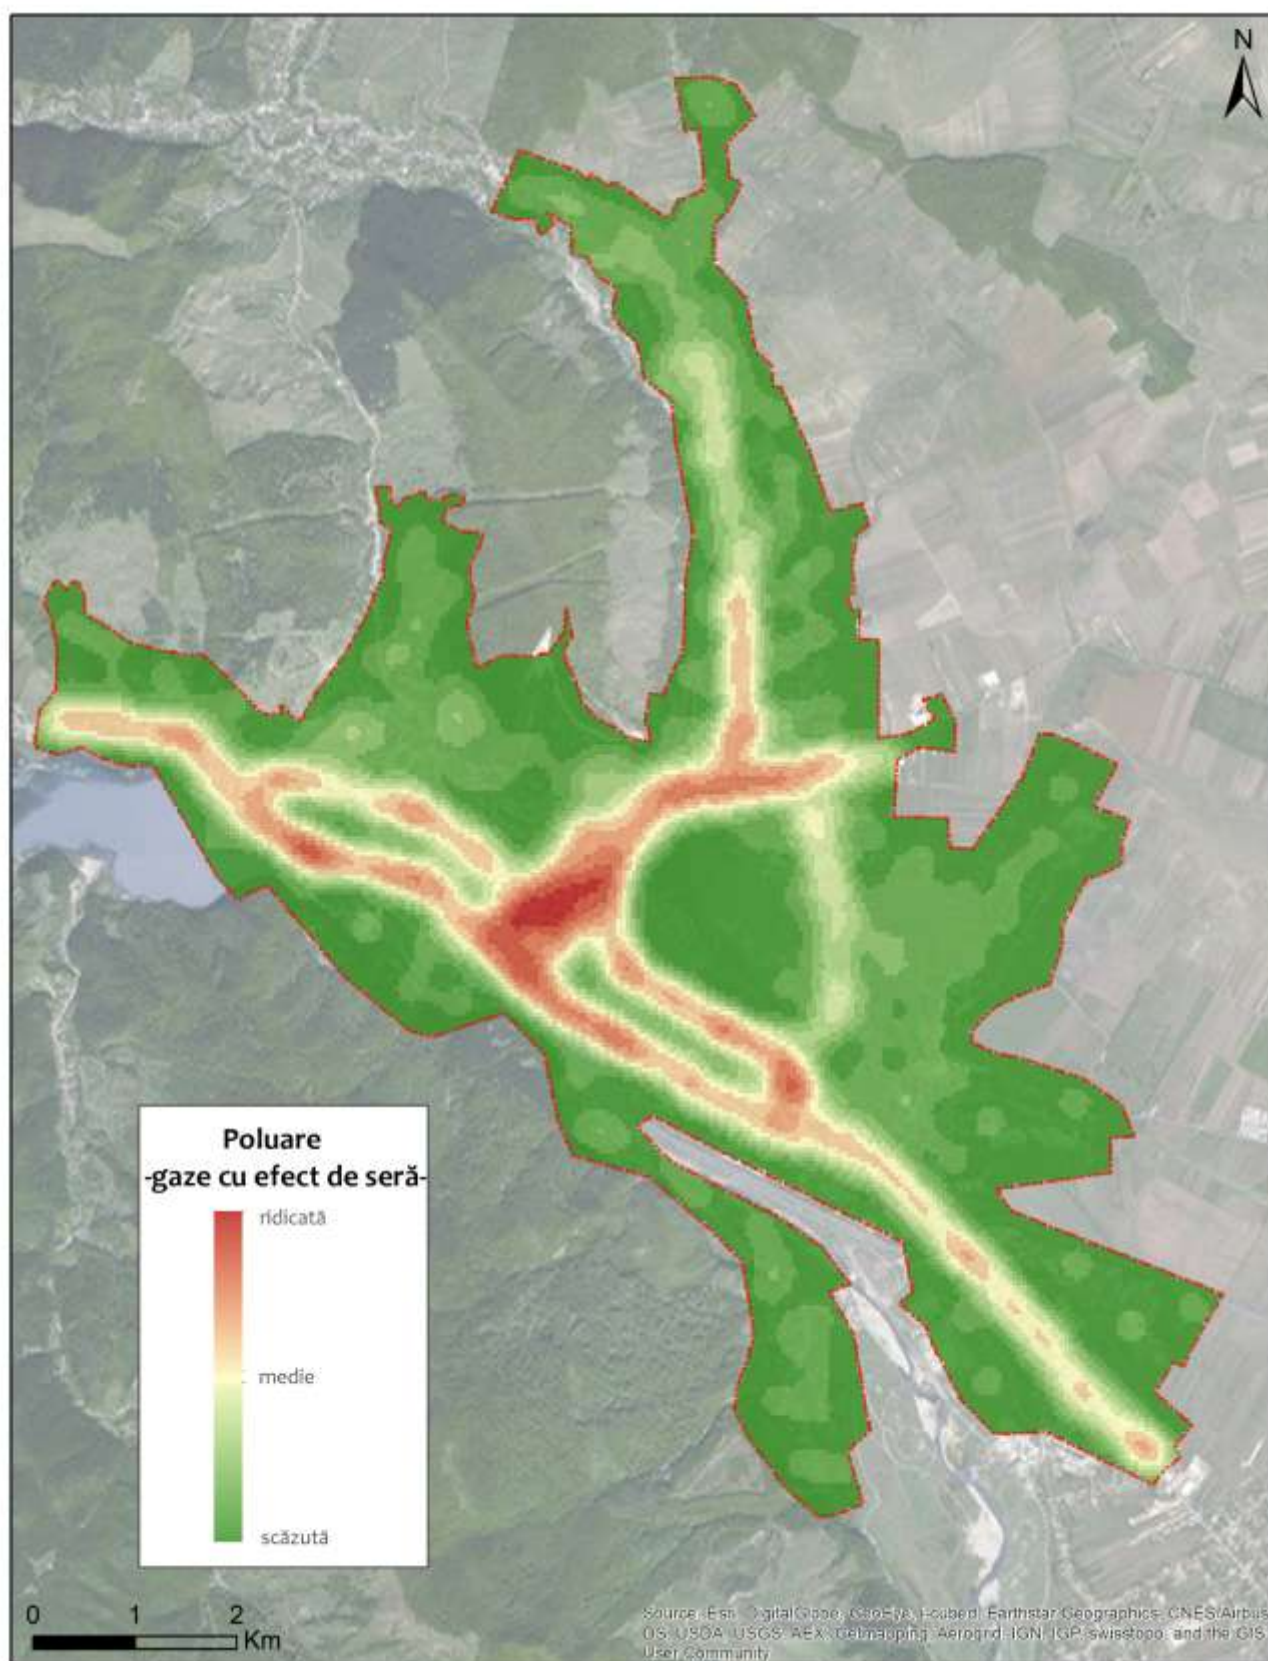 N
Poluare
-gaze cu efect de seră-
ridicată
medie
scăzută
0 1 2
Km
Source: Esri, DigitalGlobe, GeoEye, i-cubed, Earthstar Geographics, CNES/Airbus
DS, USDA, USGS, AEX, Getmapping, Aerogrid, IGN, IGP, swisstopo, and the GIS
User Community